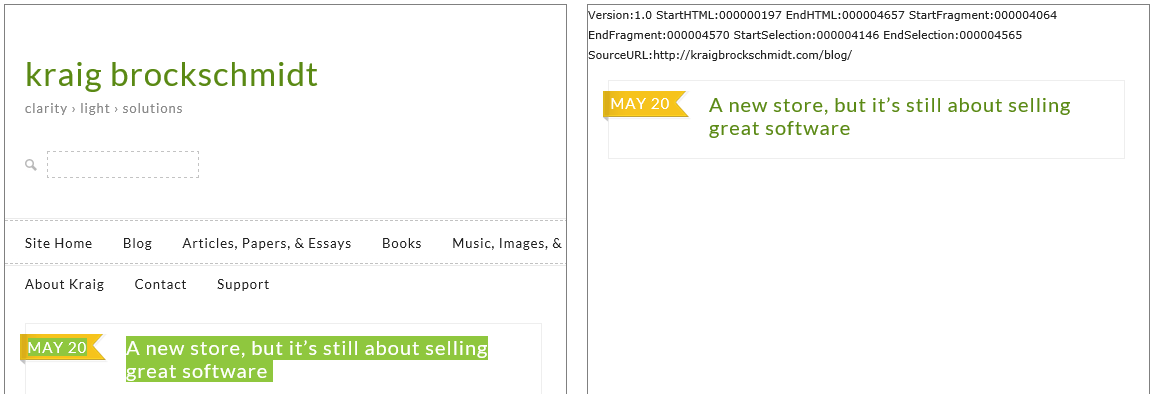 kraig brockschmidt
clarity › light › solutions
Site Home Blog Articles, Papers, & Essays Books Music, Images, &
About Kraig Contact Support
MAY 20
A new store, but it’s still about selling
great software
Version:1.0 StartHTML:000000197 EndHTML:000004657 StartFragment:000004064
EndFragment:000004570 StartSelection:000004146 EndSelection:000004565
SourceURL:http://kraigbrockschmidt.com/blog/
MAY 20
A new store, but it’s still about selling
great software